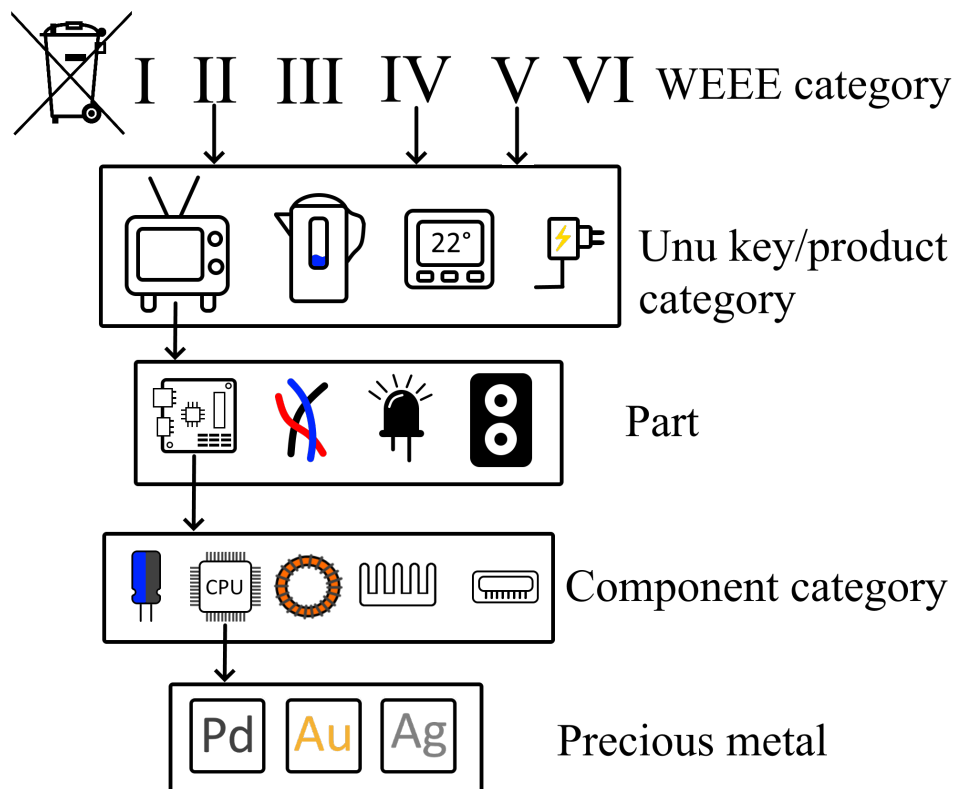 I II III IV V VI WEEE category
22°
Unu key/product
category
Part
CPU
Component category
Pd Au Ag
Precious metal